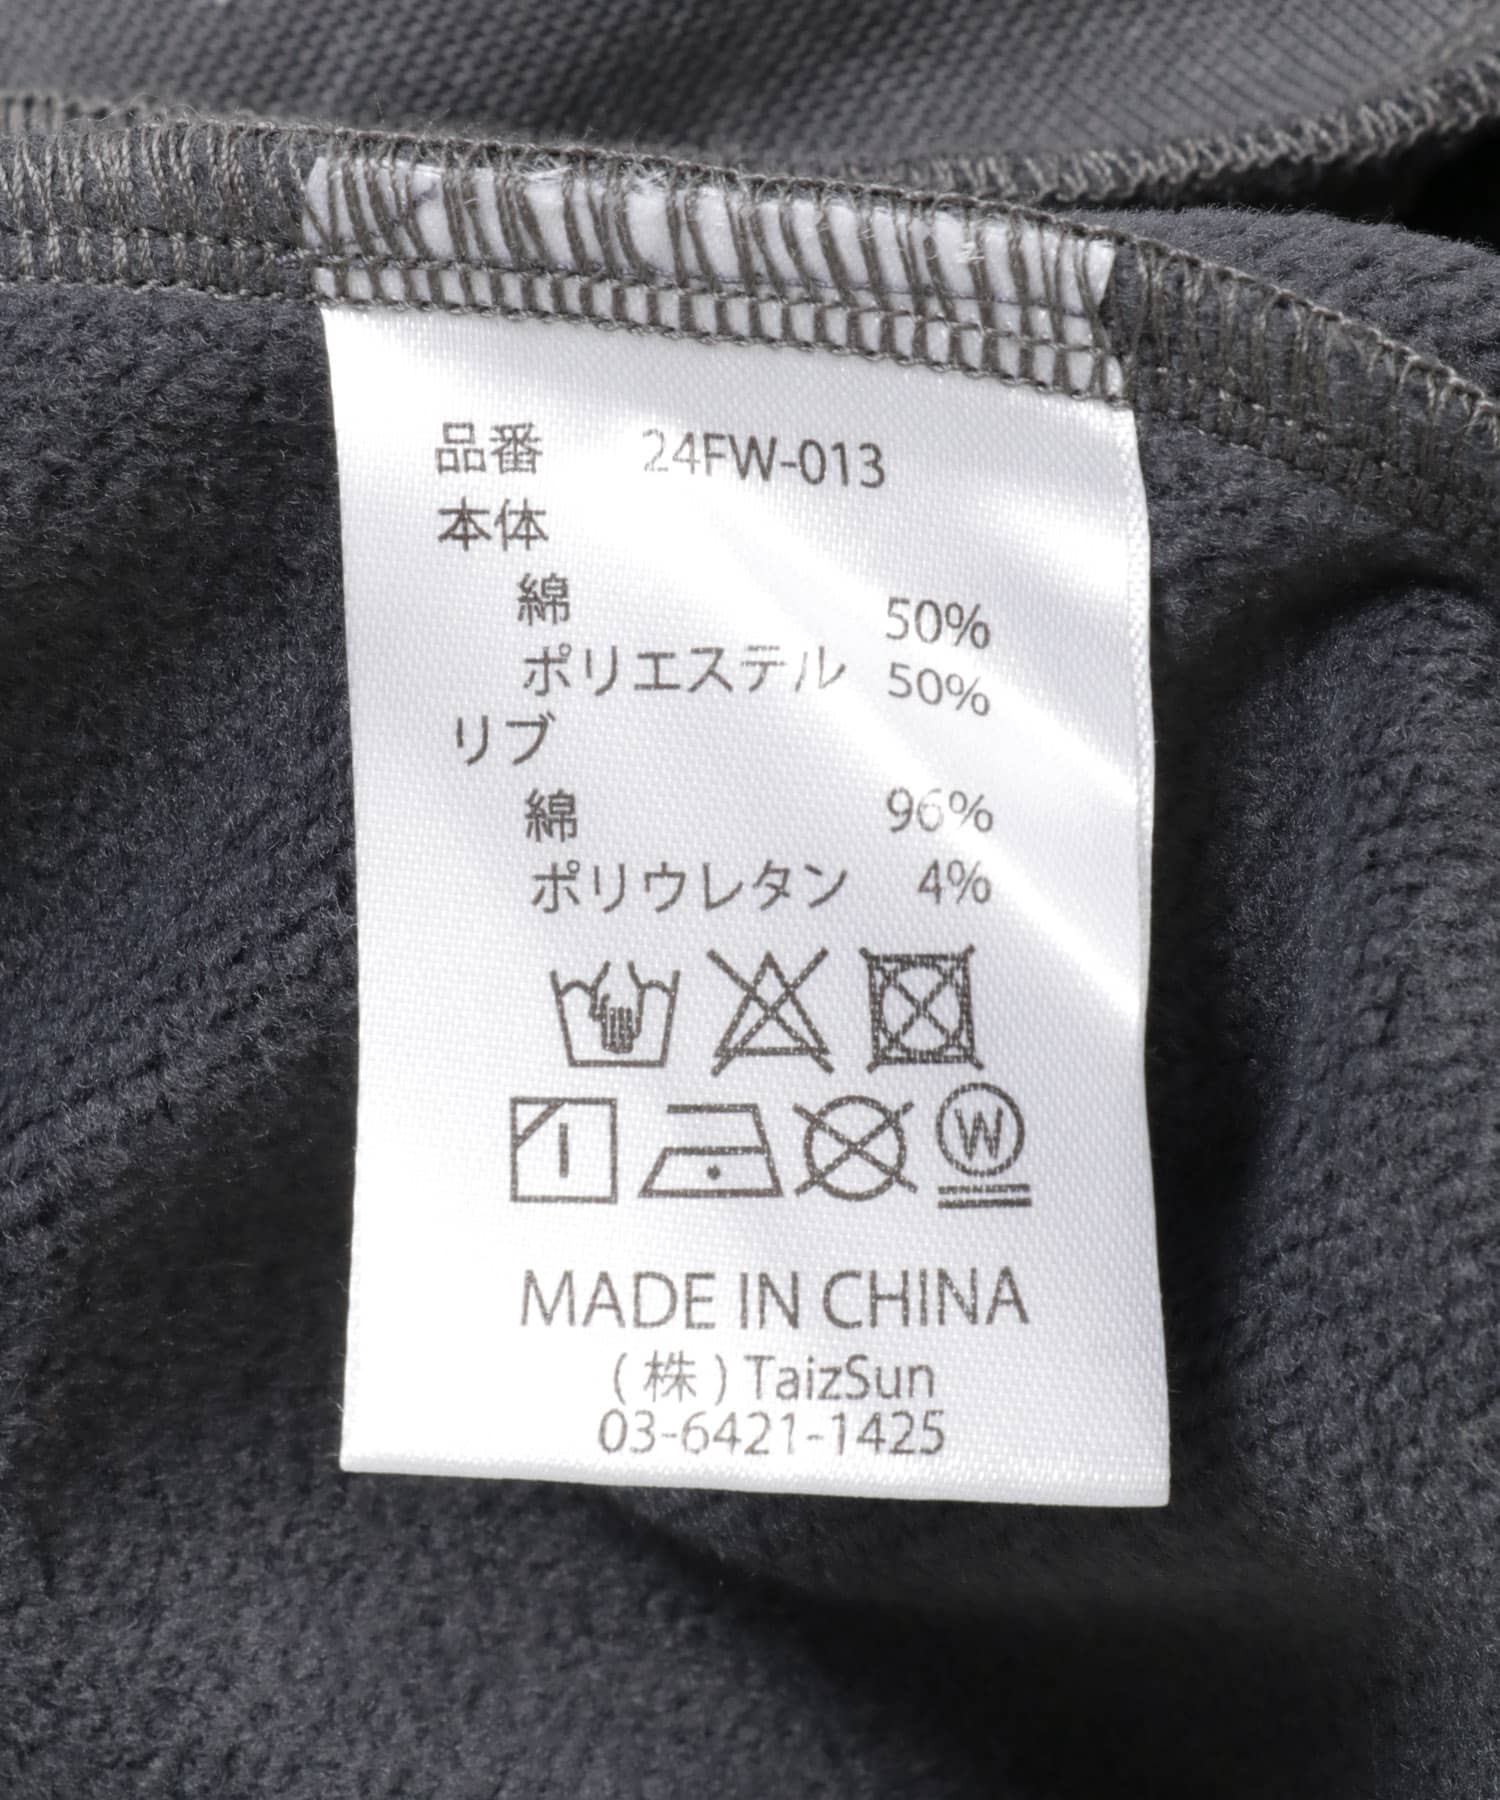 品番 24FW-013
本体
綿 50%
ポリエステル 50%
リブ
綿 96%
ポリウレタン 4%
W
MADE IN CHINA
(株) TaizSun
03-6421-1425